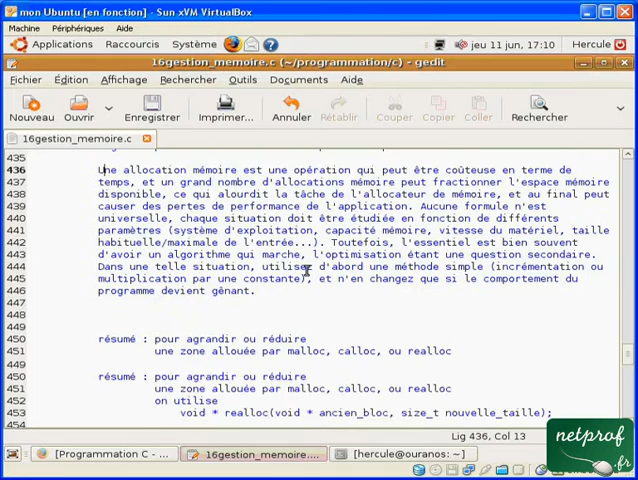 mon Ubuntu [en fonction] - Sun xVM VirtualBox
Machine Périphériques Aide
Applications Raccourcis Système jeu 11 jun, 17:10 Hercule
16gestion_memoire.c (~/programmation/c) - gedit
Fichier Édition Affichage Rechercher Outils Documents Aide
Nouveau Ouvrir Enregistrer Imprimer... Annuler Rétablir Couper Copier Coller Rechercher
16gestion_memoire.c
435
436 Une allocation mémoire est une opération qui peut être coûteuse en terme de
437 temps, et un grand nombre d'allocations mémoire peut fractionner l'espace mémoire
438 disponible, ce qui alourdit la tâche de l'allocateur de mémoire, et au final peut
439 causer des pertes de performance de l'application. Aucune formule n'est
440 universelle, chaque situation doit être étudiée en fonction de différents
441 paramètres (système d'exploitation, capacité mémoire, vitesse du matériel, taille
442 habituelle/maximale de l'entrée...). Toutefois, l'essentiel est bien souvent
443 d'avoir un algorithme qui marche, l'optimisation étant une question secondaire.
444 Dans une telle situation, utilisez d'abord une méthode simple (incrémentation ou
445 multiplication par une constante), et n'en changez que si le comportement du
446 programme devient gênant.
447
448
449
450 résumé : pour agrandir ou réduire
451 une zone allouée par malloc, calloc, ou realloc
450 résumé : pour agrandir ou réduire
451 une zone allouée par malloc, calloc, ou realloc
452 on utilise
453 void * realloc(void * ancien_bloc, size_t nouvelle_taille);
454
Lig 436, Col 13
[Programmation C - ... 16gestion_memoire.... [hercule@ouranos: ~]
netprof.fr